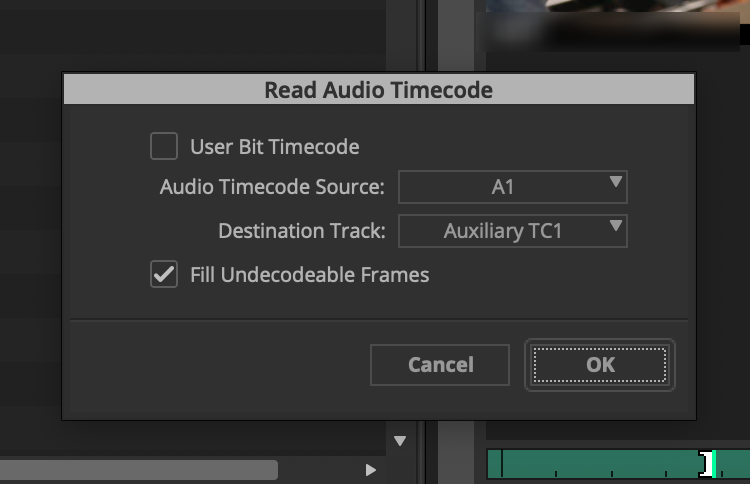 Read Audio Timecode
User Bit Timecode
Audio Timecode Source: A1
Destination Track: Auxiliary TC1
Fill Undecodeable Frames
Cancel OK